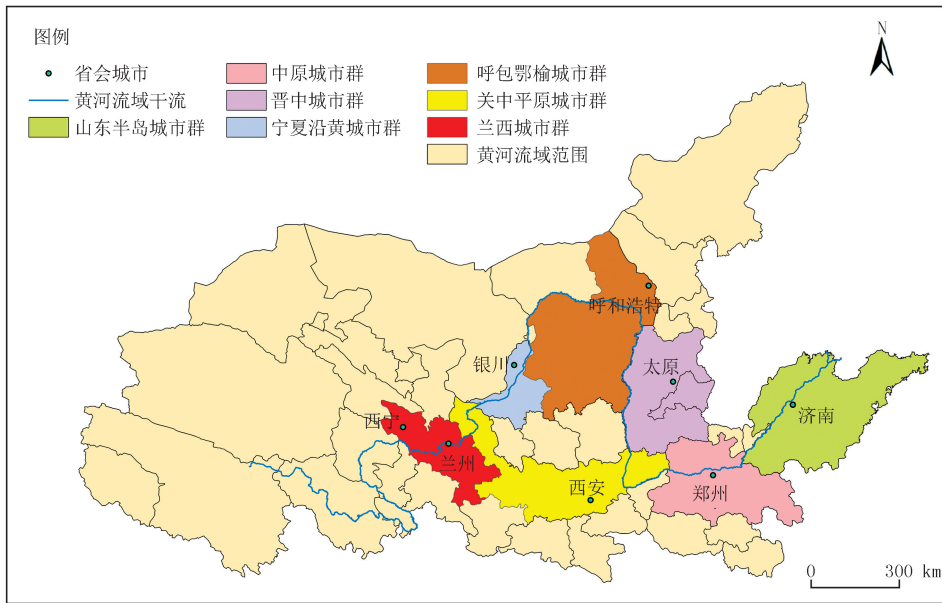 图例
N
省会城市
中原城市群
呼包鄂榆城市群
黄河流域干流
晋中城市群
关中平原城市群
山东半岛城市群
宁夏沿黄城市群
兰西城市群
黄河流域范围
呼和浩特
银川
太原
西宁
济南
兰州
西安
郑州
0 300 km